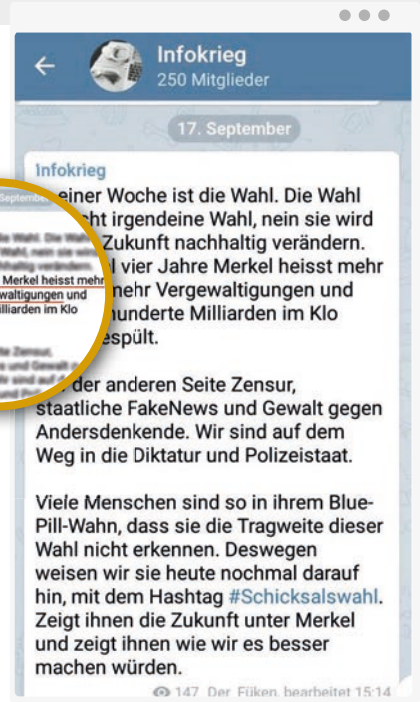 Infokrieg
250 Mitglieder
17. September
Infokrieg
einer Woche ist die Wahl. Die Wahl
ht irgendeine Wahl, nein sie wird
Zukunft nachhaltig verändern.
l vier Jahre Merkel heisst mehr
mehr Vergewaltigungen und
hunderte Milliarden im Klo
espült.
der anderen Seite Zensur,
staatliche FakeNews und Gewalt gegen
Andersdenkende. Wir sind auf dem
Weg in die Diktatur und Polizeistaat.
Viele Menschen sind so in ihrem Blue-
Pill-Wahn, dass sie die Tragweite dieser
Wahl nicht erkennen. Deswegen
weisen wir sie heute nochmal darauf
hin, mit dem Hashtag #Schicksalswahl.
Zeigt ihnen die Zukunft unter Merkel
und zeigt ihnen wie wir es besser
machen würden.
147 Der Füken, bearbeitet 15:14
September
Merkel heisst mehr
waltigungen und
illiarden im Klo